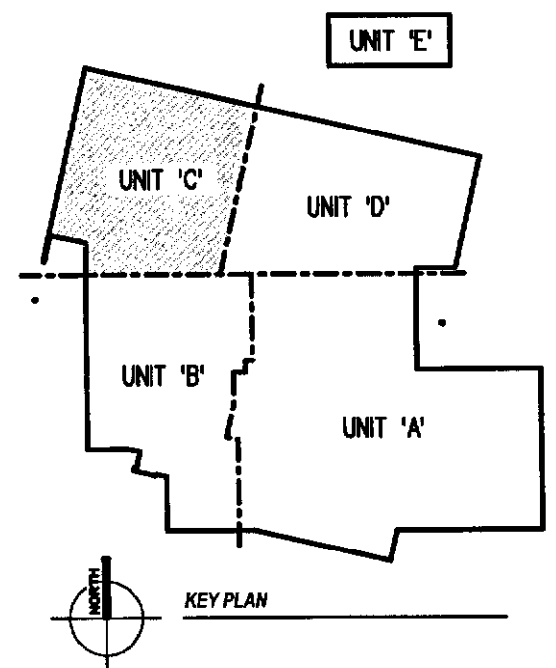 UNIT 'E'
UNIT 'C'
UNIT 'D'
UNIT 'B'
UNIT 'A'
NORTH
KEY PLAN